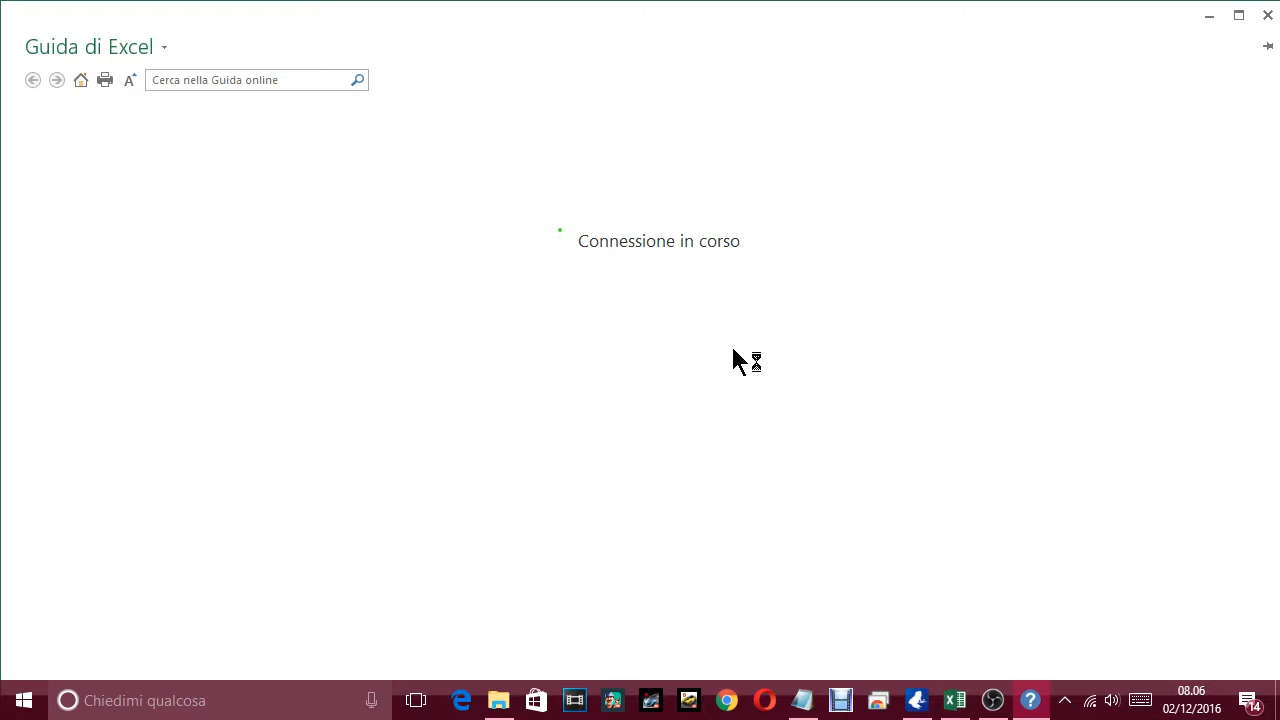 Guida di Excel
A
Cerca nella Guida online
Connessione in corso
Chiedimi qualcosa
08.06
02/12/2016
14